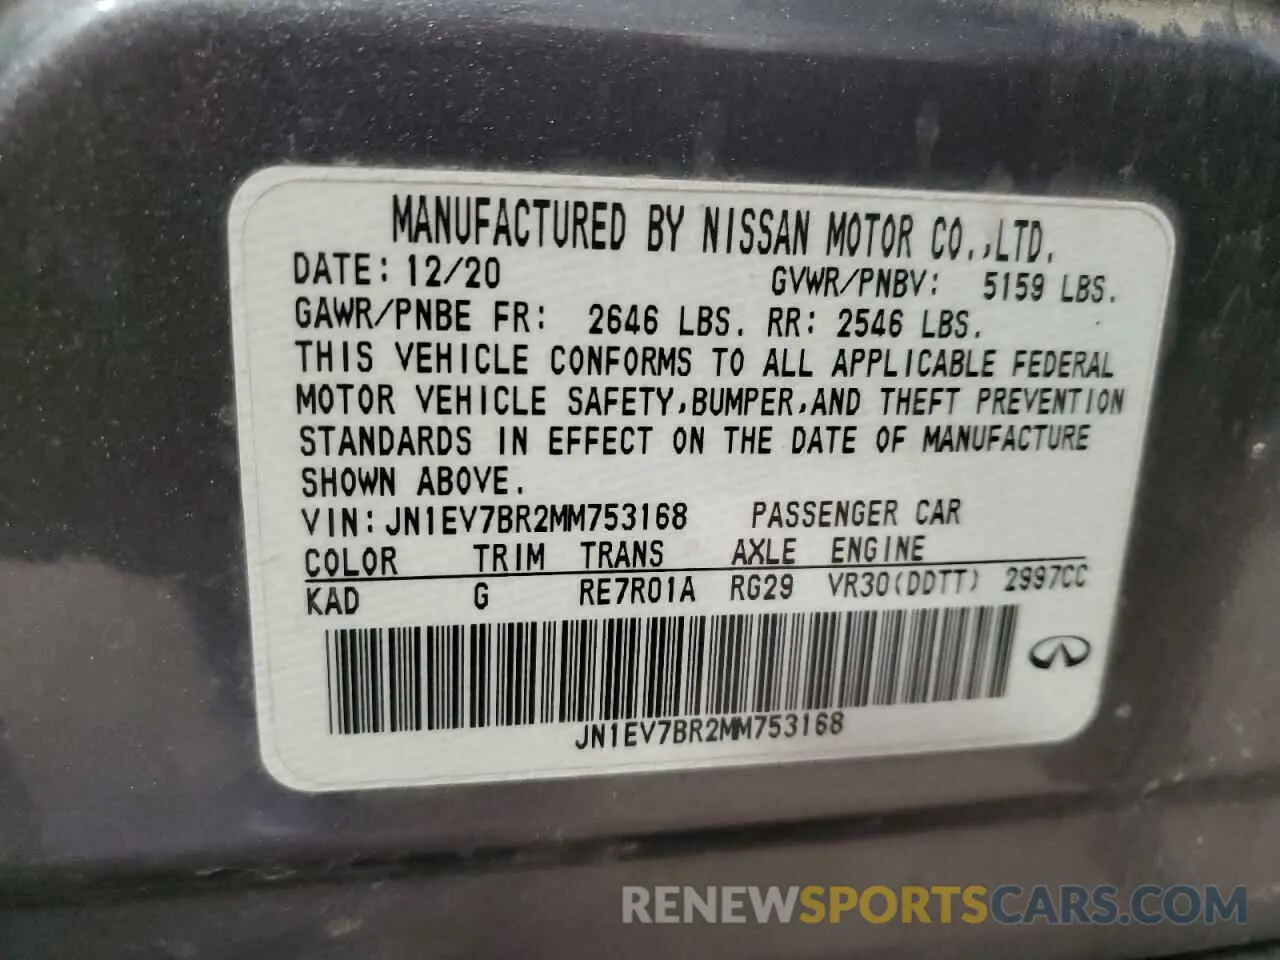 MANUFACTURED BY NISSAN MOTOR CO.,LTD.
DATE: 12/20 GVWR/PNBV: 5159 LBS.
GAWR/PNBE FR: 2646 LBS. RR: 2546 LBS.
THIS VEHICLE CONFORMS TO ALL APPLICABLE FEDERAL
MOTOR VEHICLE SAFETY,BUMPER,AND THEFT PREVENTION
STANDARDS IN EFFECT ON THE DATE OF MANUFACTURE
SHOWN ABOVE.
VIN: JN1EV7BR2MM753168 PASSENGER CAR
COLOR TRIM TRANS AXLE ENGINE
KAD G RE7R01A RG29 VR30(DDTT) 2997CC
JN1EV7BR2MM753168
RENEWSPORTSCARS.COM